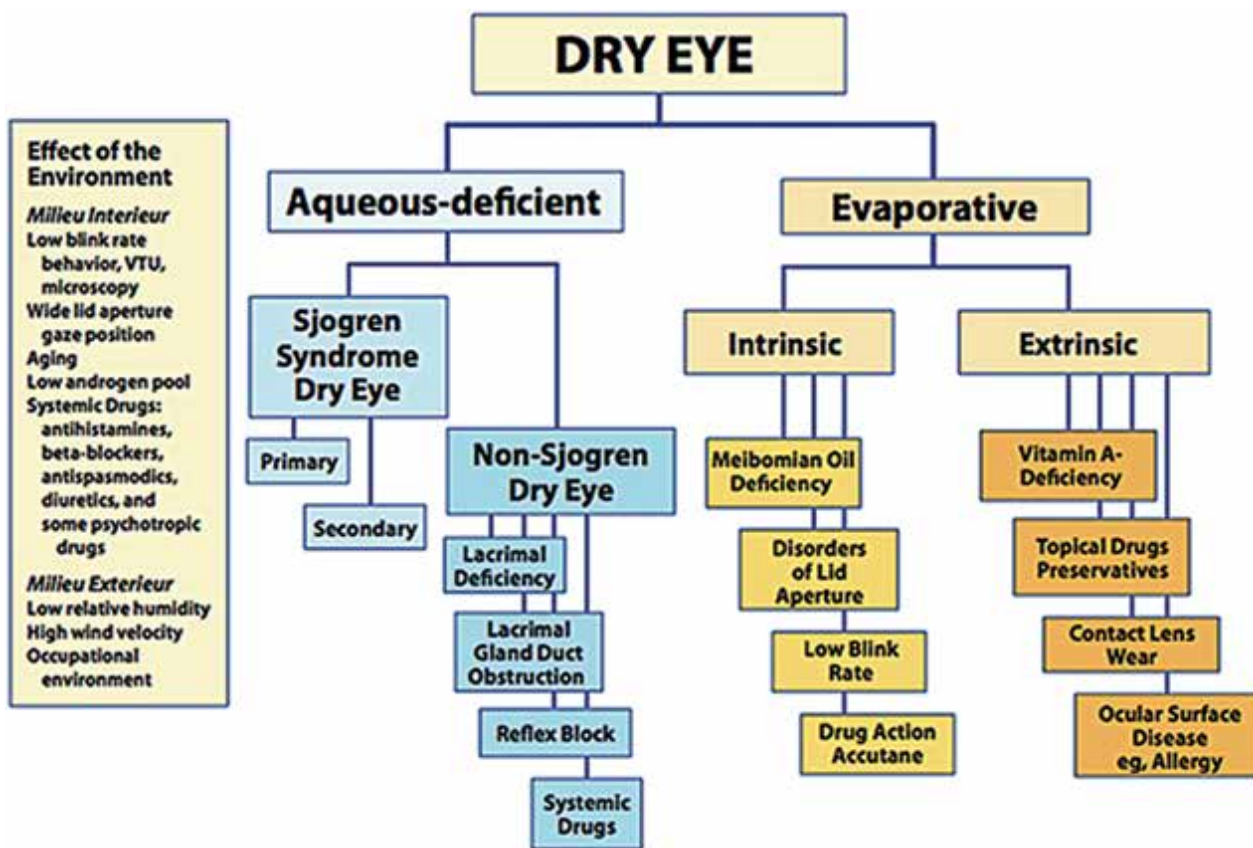 DRY EYE
Effect of the
Environment
Milieu Interieur
Low blink rate
behavior, VTU,
microscopy
Wide lid aperture
gaze position
Aging
Low androgen pool
Systemic Drugs:
antihistamines,
beta-blockers,
antispasmodics,
diuretics, and
some psychotropic
drugs
Milieu Exterieur
Low relative humidity
High wind velocity
Occupational
environment
Aqueous-deficient
Sjogren
Syndrome
Dry Eye
Primary
Secondary
Non-Sjogren
Dry Eye
Lacrimal
Deficiency
Lacrimal
Gland Duct
Obstruction
Reflex Block
Systemic
Drugs
Evaporative
Intrinsic
Meibomian Oil
Deficiency
Disorders
of Lid
Aperture
Low Blink
Rate
Drug Action
Accutane
Extrinsic
Vitamin A-
Deficiency
Topical Drugs
Preservatives
Contact Lens
Wear
Ocular Surface
Disease
eg, Allergy